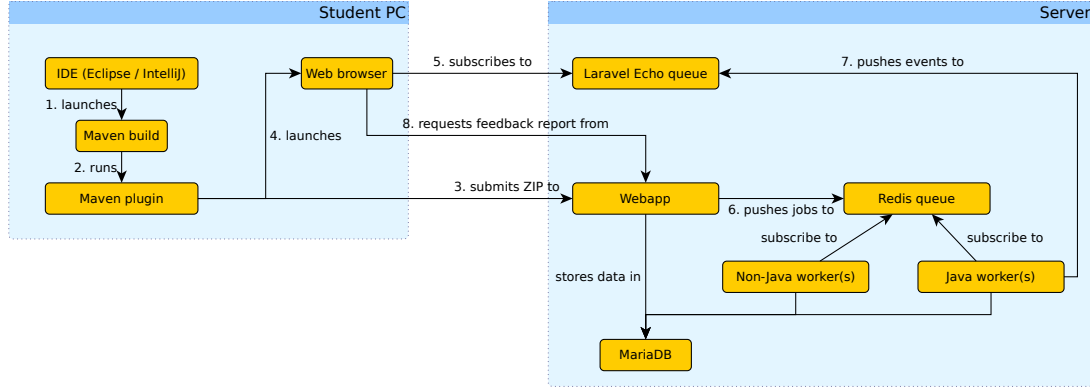 Student PC
Server
IDE (Eclipse / IntelliJ)
Web browser
5. subscribes to
Laravel Echo queue
7. pushes events to
1. launches
Maven build
4. launches
8. requests feedback report from
2. runs
Maven plugin
3. submits ZIP to
Webapp
6. pushes jobs to
Redis queue
subscribe to
subscribe to
stores data in
Non-Java worker(s)
Java worker(s)
MariaDB